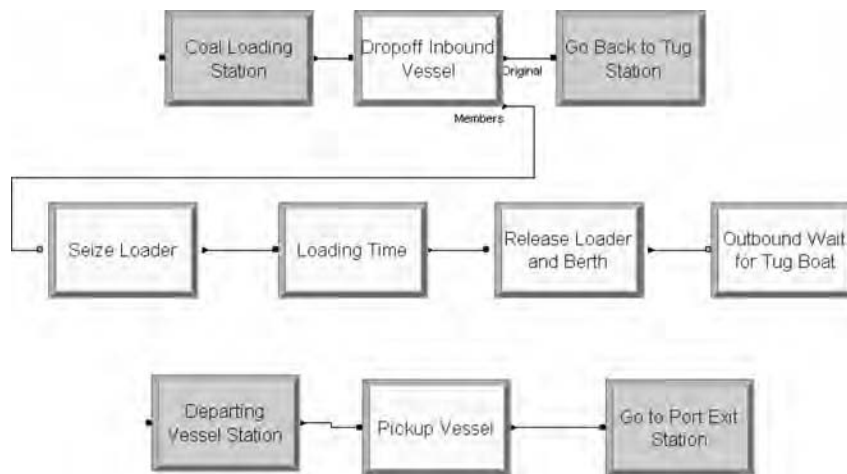 Coal Loading
Station
Dropoff Inbound
Vessel
Original
Members
Go Back to Tug
Station
Seize Loader
Loading Time
Release Loader
and Berth
Outbound Wait
for Tug Boat
Departing
Vessel Station
Pickup Vessel
Go to Port Exit
Station